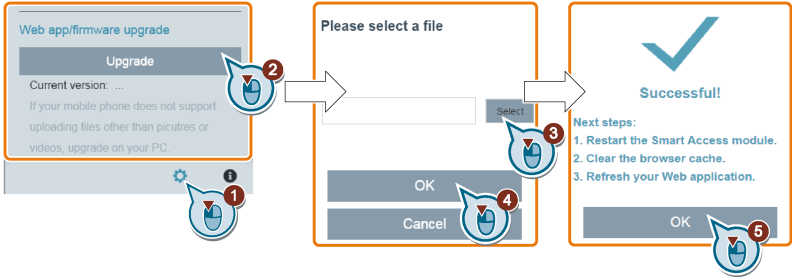 Web app/firmware upgrade
Upgrade
2
Current version: ...
If your mobile phone does not support
uploading files other than picutres or
videos, upgrade on your PC.
1
Please select a file
Select
3
OK
4
Cancel
Successful!
Next steps:
1. Restart the Smart Access module.
2. Clear the browser cache.
3. Refresh your Web application.
OK
5